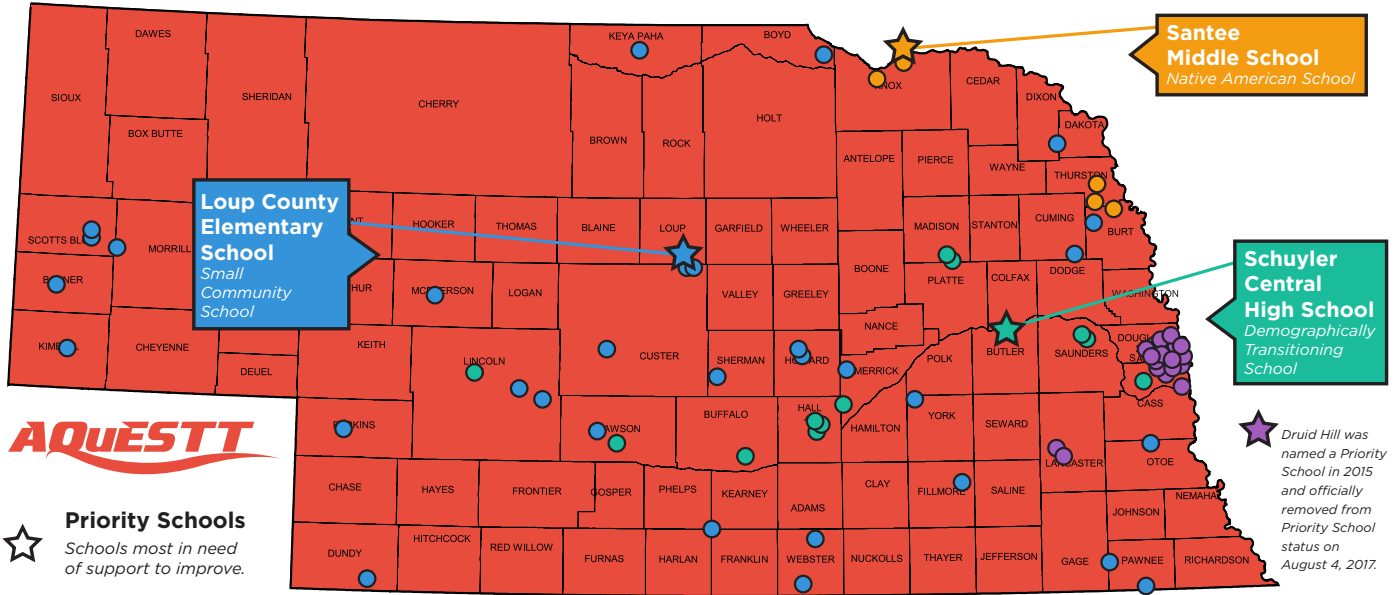 DAWES
SIOUX
SHERIDAN
BOX BUTTE
CHERRY
KEYA PAHA
BOYD
BROWN
ROCK
HOLT
KNOX
CEDAR
DIXON
DAKOTA
ANTELOPE
PIERCE
WAYNE
THURSTON
Santee
Middle School
Native American School
Loup County
Elementary
School
Small
Community
School
HOOKER
THOMAS
BLAINE
LOUP
GARFIELD
WHEELER
MADISON
STANTON
CUMING
BURT
SCOTTS BL
MORRILL
BOONE
PLATTE
COLFAX
DODGE
WASHINGTON
Schuyler
Central
High School
Demographically
Transitioning
School
BANNER
HUR
MCPHERSON
LOGAN
VALLEY
GREELEY
NANCE
KIMBALL
CHEYENNE
KEITH
DEUEL
LINCOLN
CUSTER
SHERMAN
HOWARD
MERRICK
POLK
BUTLER
SAUNDERS
DOUGL
SA
CASS
PERKINS
DAWSON
BUFFALO
HALL
HAMILTON
YORK
SEWARD
LANCASTER
OTOE
AQuESTT
Druid Hill was
named a Priority
School in 2015
and officially
removed from
Priority School
status on
August 4, 2017.
CHASE
HAYES
FRONTIER
GOSPER
PHELPS
KEARNEY
ADAMS
CLAY
FILLMORE
SALINE
NEMAHA
JOHNSON
Priority Schools
Schools most in need
of support to improve.
DUNDY
HITCHCOCK
RED WILLOW
FURNAS
HARLAN
FRANKLIN
WEBSTER
NUCKOLLS
THAYER
JEFFERSON
GAGE
PAWNEE
RICHARDSON